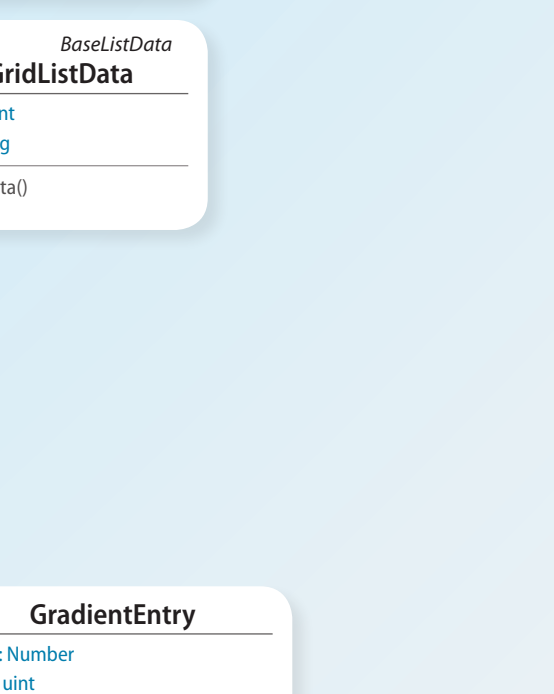 BaseListData
GridListData
nt
g
ta()
GradientEntry
: Number
uint